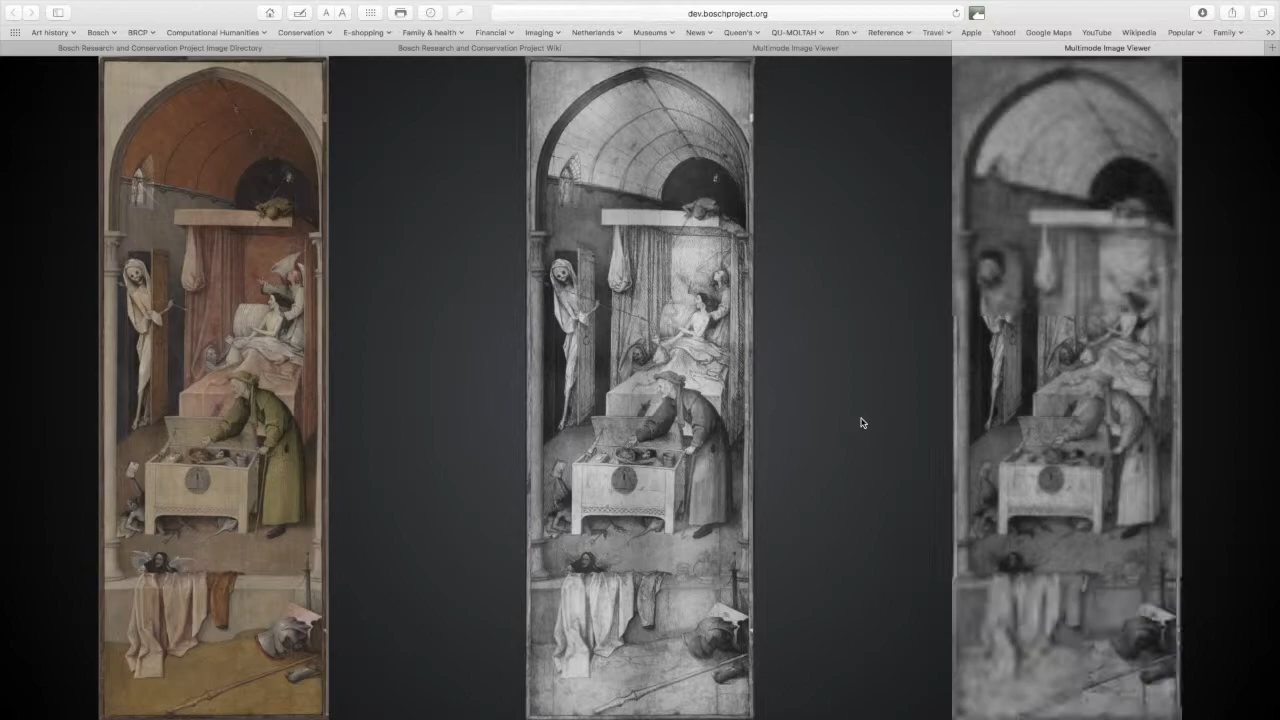 A A
dev.boschproject.org
Art history Bosch BRCP Computational Humanities Conservation E-shopping Family & health Financial Imaging Netherlands Museums News Queen's QU-MOLTAH Ron Reference Travel Apple Yahoo! Google Maps YouTube Wikipedia Popular Family
Bosch Research and Conservation Project Image Directory Bosch Research and Conservation Project Wiki Multimode Image Viewer Multimode Image Viewer